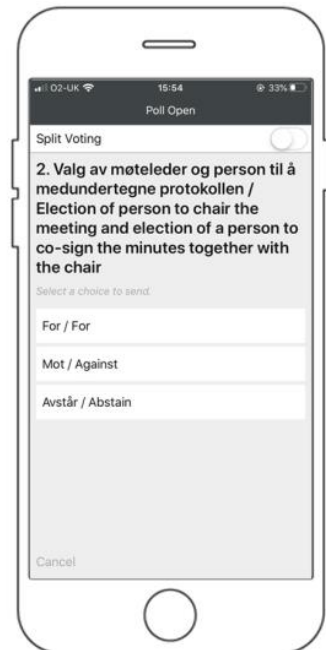 O2-UK 15:54 33%
Poll Open
Split Voting
2. Valg av møteleder og person til å
medundertegne protokollen /
Election of person to chair the
meeting and election of a person to
co-sign the minutes together with
the chair
Select a choice to send.
For / For
Mot / Against
Avstår / Abstain
Cancel